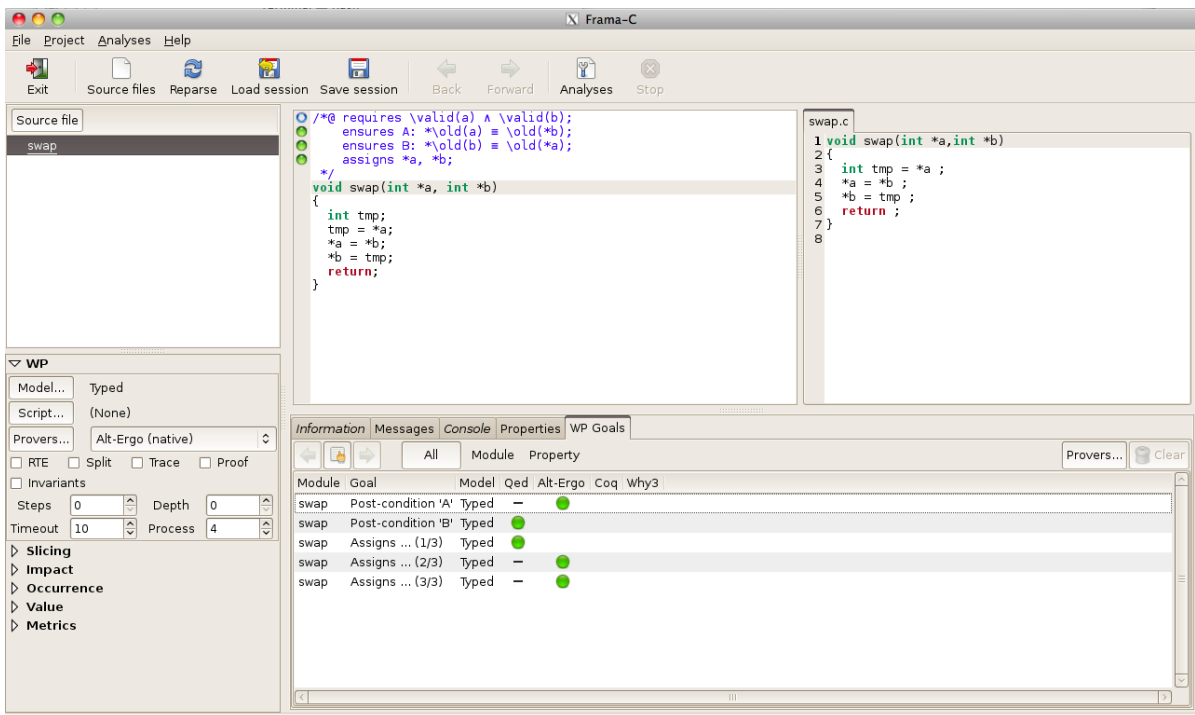 Frama-C
File Project Analyses Help
Exit Source files Reparse Load session Save session Back Forward Analyses Stop
Source file
swap
/*@ requires \valid(a) ∧ \valid(b);
ensures A: *\old(a) ≡ \old(*b);
ensures B: *\old(b) ≡ \old(*a);
assigns *a, *b;
*/
void swap(int *a, int *b)
{
int tmp;
tmp = *a;
*a = *b;
*b = tmp;
return;
}
swap.c
1 void swap(int *a,int *b)
2 {
3 int tmp = *a ;
4 *a = *b ;
5 *b = tmp ;
6 return ;
7 }
8
WP
Model... Typed
Script... (None)
Provers... Alt-Ergo (native)
RTE Split Trace Proof
Invariants
Steps 0 Depth 0
Timeout 10 Process 4
Slicing
Impact
Occurrence
Value
Metrics
Information Messages Console Properties WP Goals
All Module Property Provers... Clear
Module Goal Model Qed Alt-Ergo Coq Why3
swap Post-condition 'A' Typed —
swap Post-condition 'B' Typed
swap Assigns ... (1/3) Typed
swap Assigns ... (2/3) Typed —
swap Assigns ... (3/3) Typed —